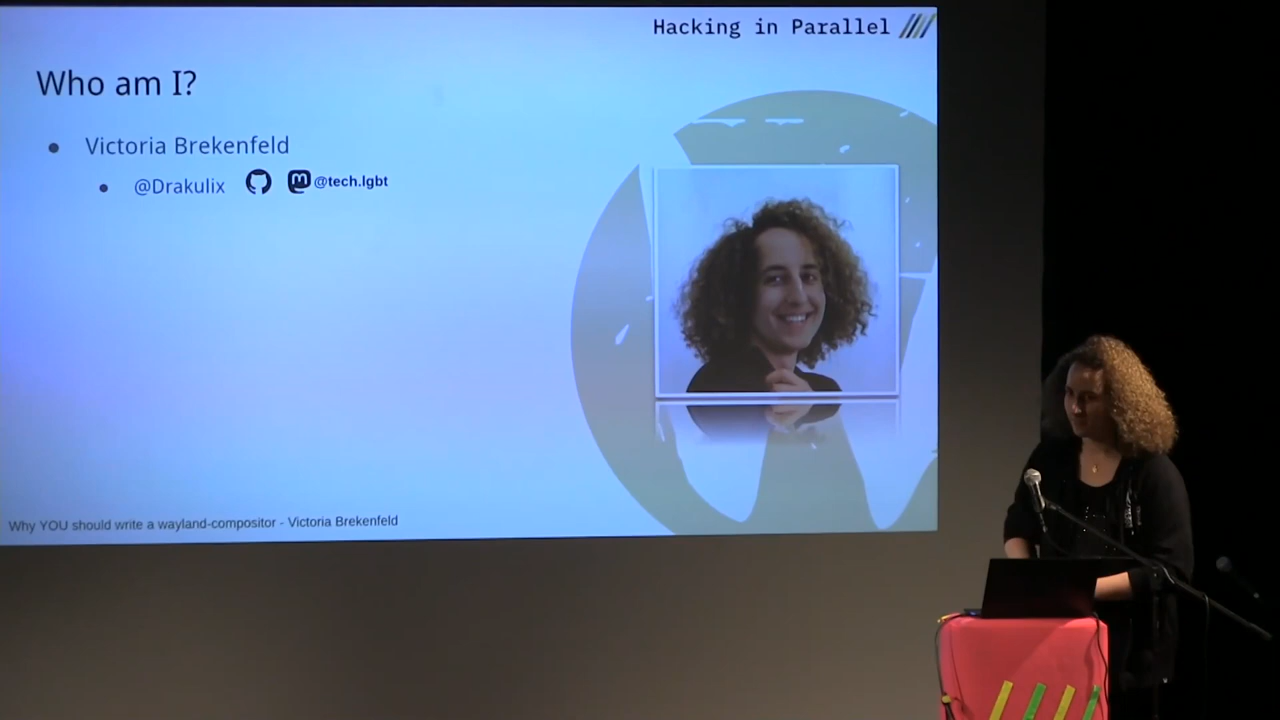 Hacking in Parallel
Who am I?
Victoria Brekenfeld
@Drakulix @tech.lgbt
Why YOU should write a wayland-compositor - Victoria Brekenfeld